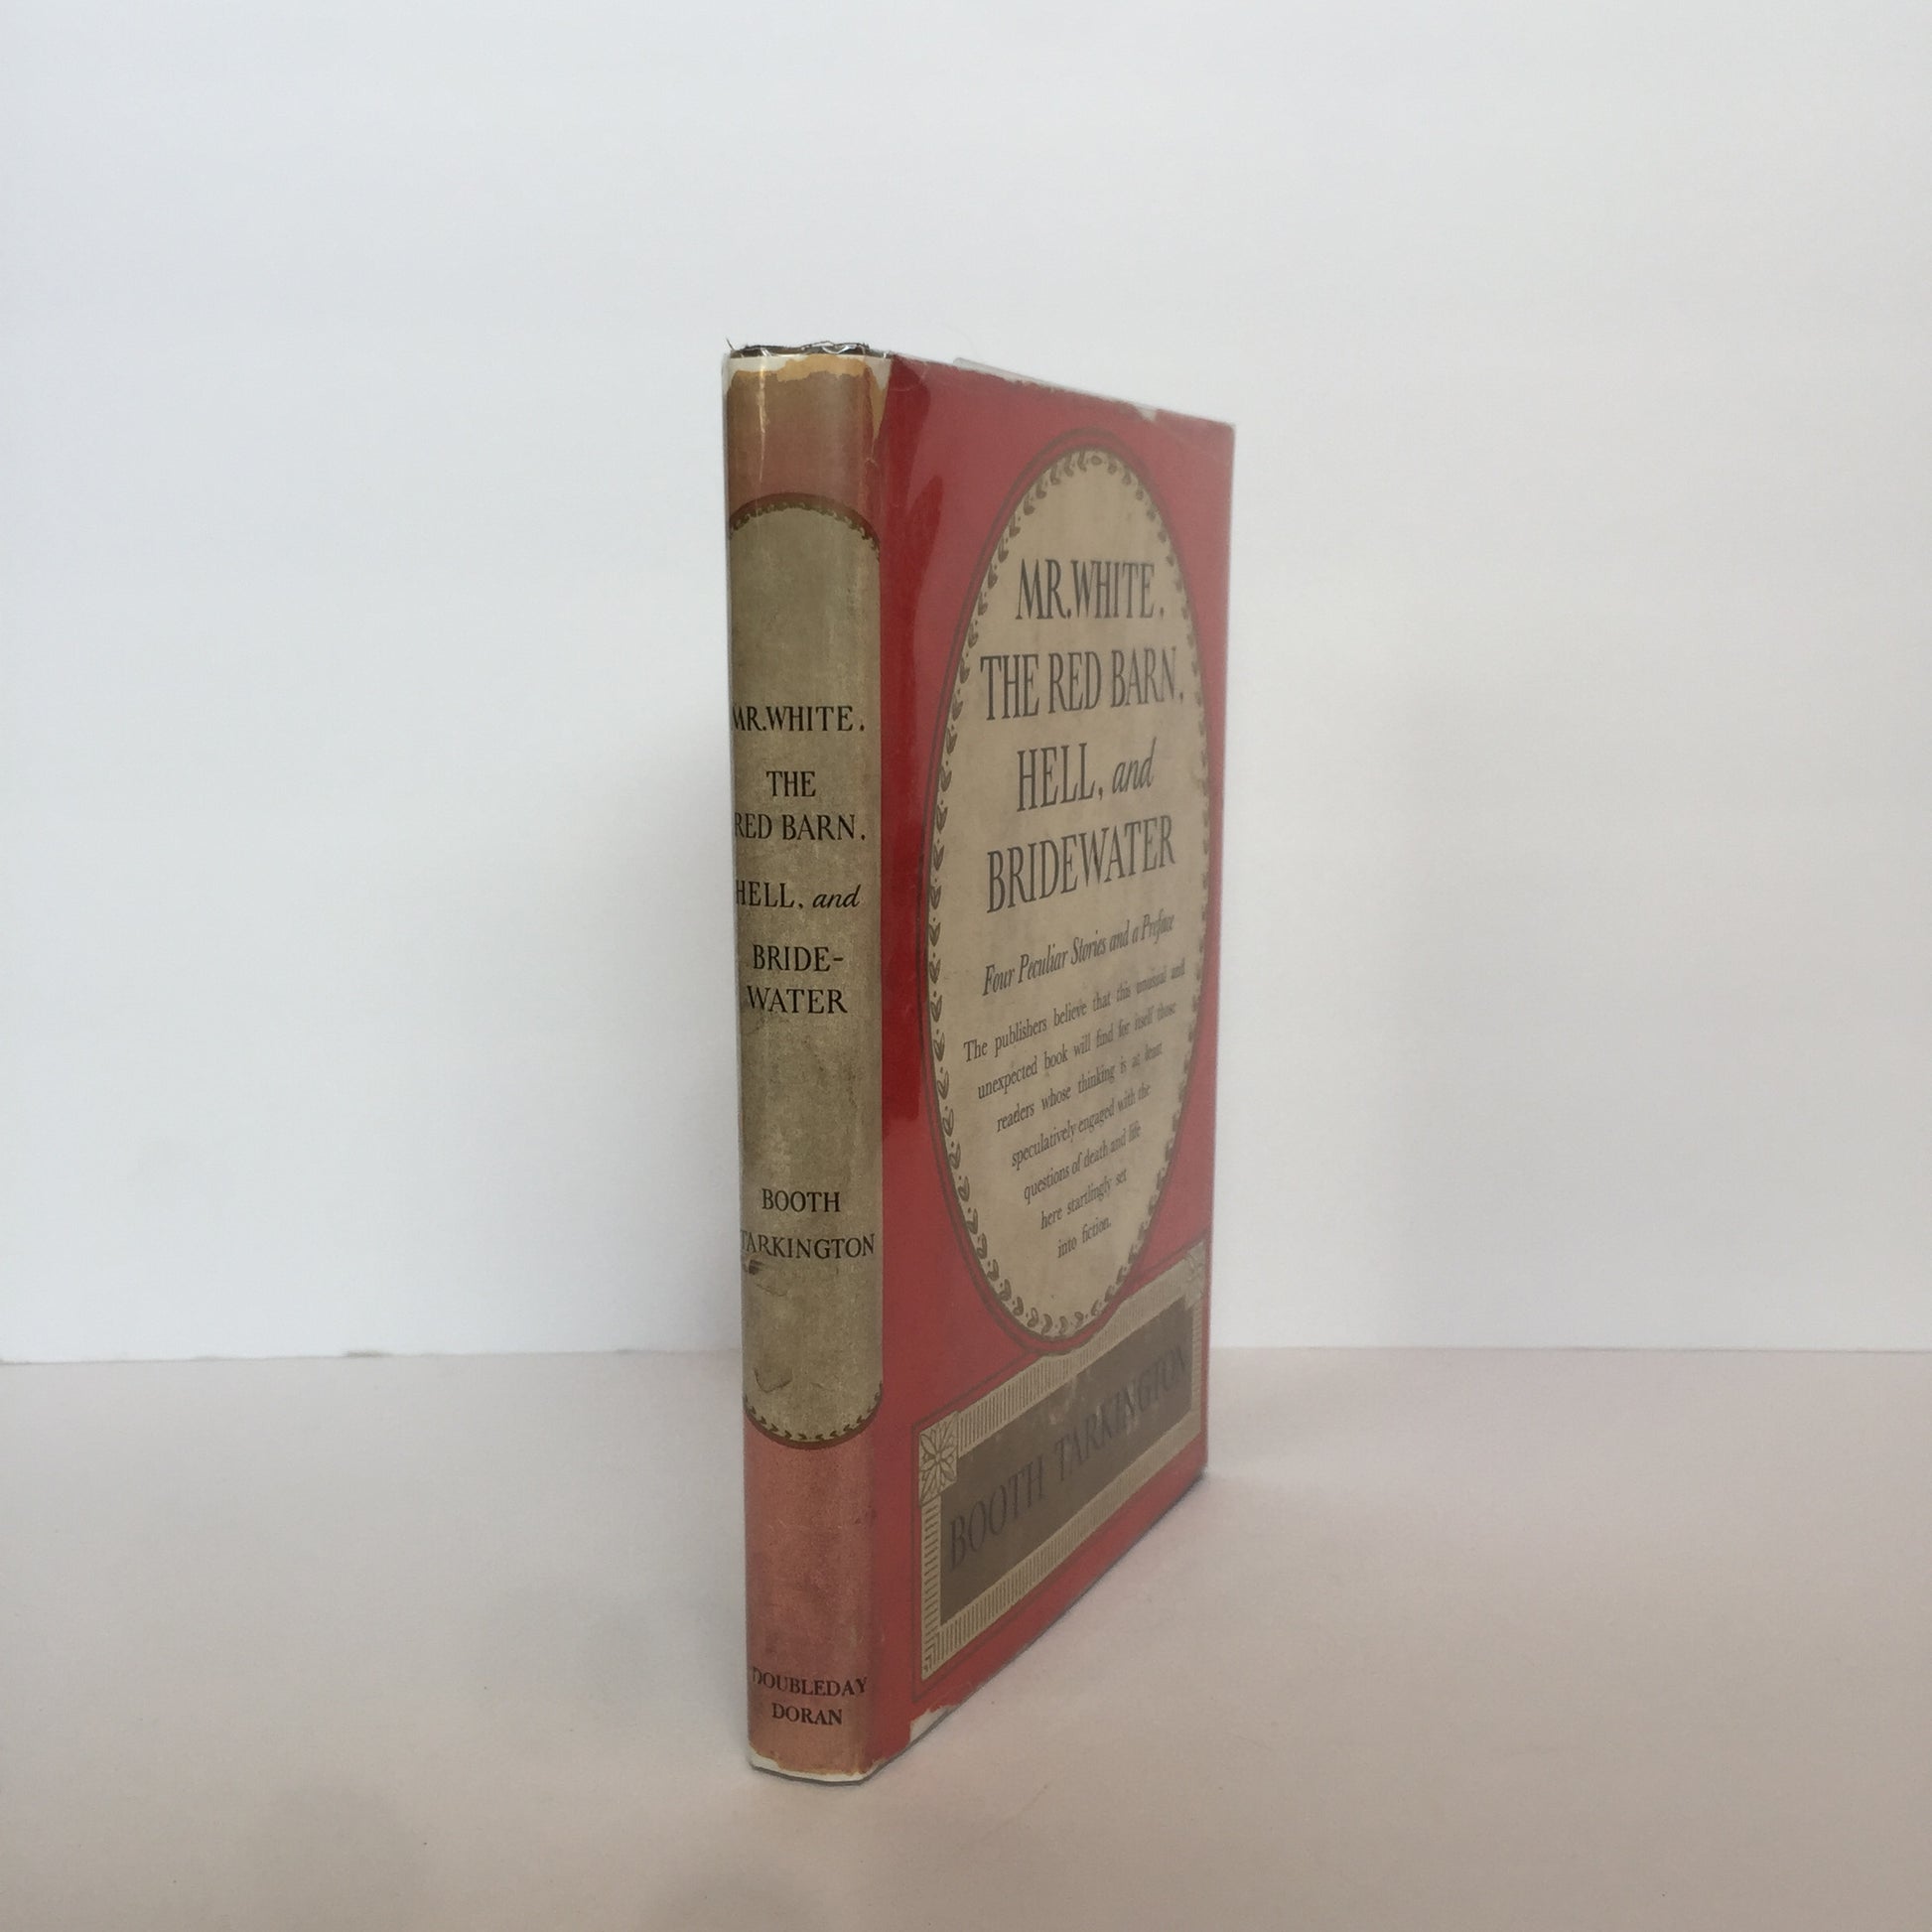 MR. WHITE,
THE
RED BARN,
HELL, and
BRIDE-
WATER
BOOTH
TARKINGTON
DOUBLEDAY
DORAN
MR. WHITE,
THE RED BARN,
HELL, and
BRIDEWATER
Four Peculiar Stories and a Preface
The publishers believe that this unusual and
unexpected book will find for itself those
readers whose thinking is at least
speculatively engaged with the
questions of death and life
here startlingly set
into fiction.
BOOTH TARKINGTON